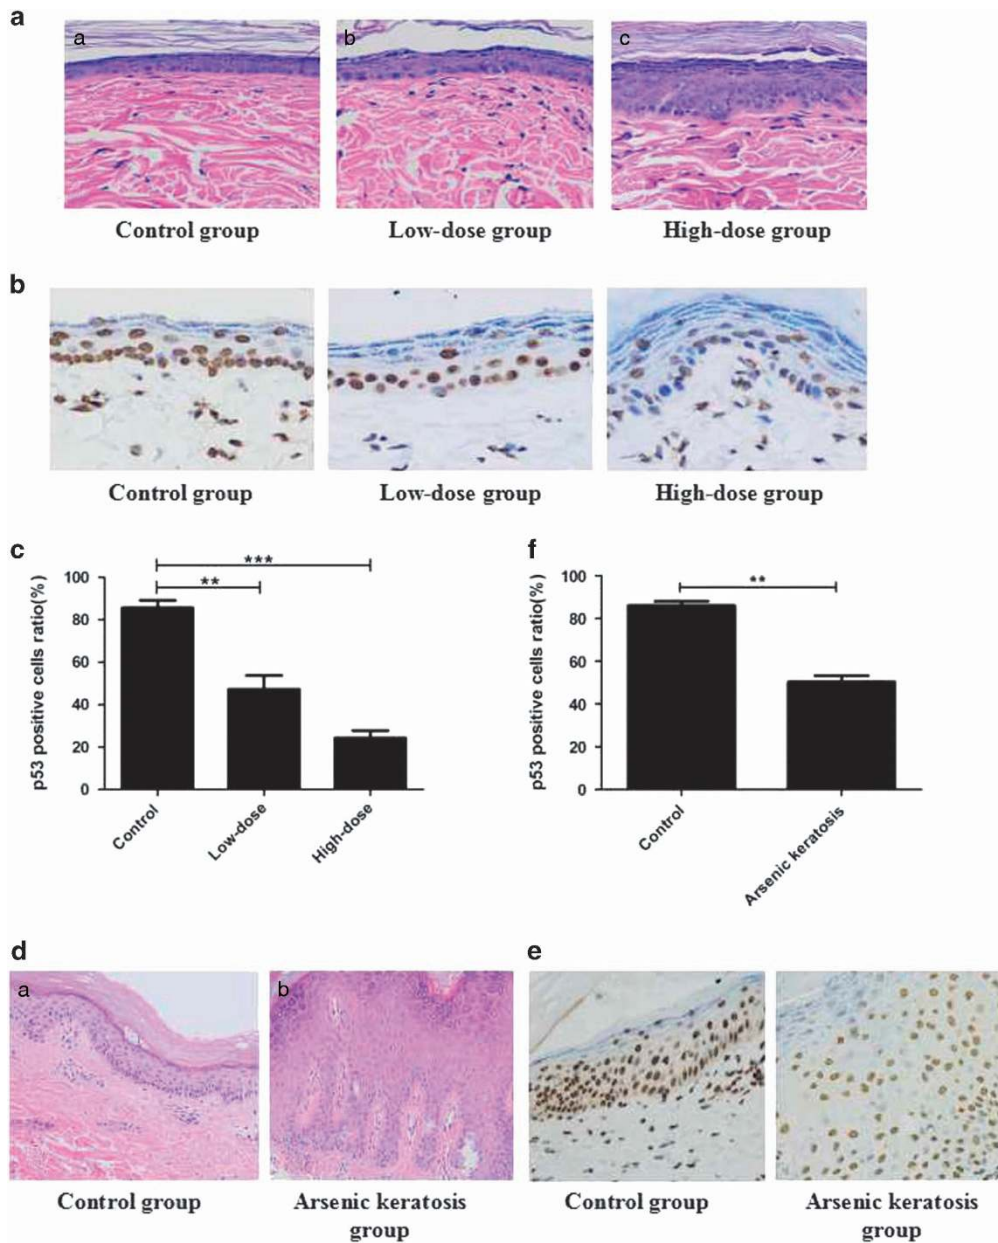 a
a
b
c
Control group
Low-dose group
High-dose group
b
Control group
Low-dose group
High-dose group
c
p53 positive cells ratio(%)
100
80
60
40
20
0
**
***
Control
Low-dose
High-dose
f
p53 positive cells ratio(%)
100
80
60
40
20
0
**
Control
Arsenic keratosis
d
a
b
Control group
Arsenic keratosis
group
e
Control group
Arsenic keratosis
group